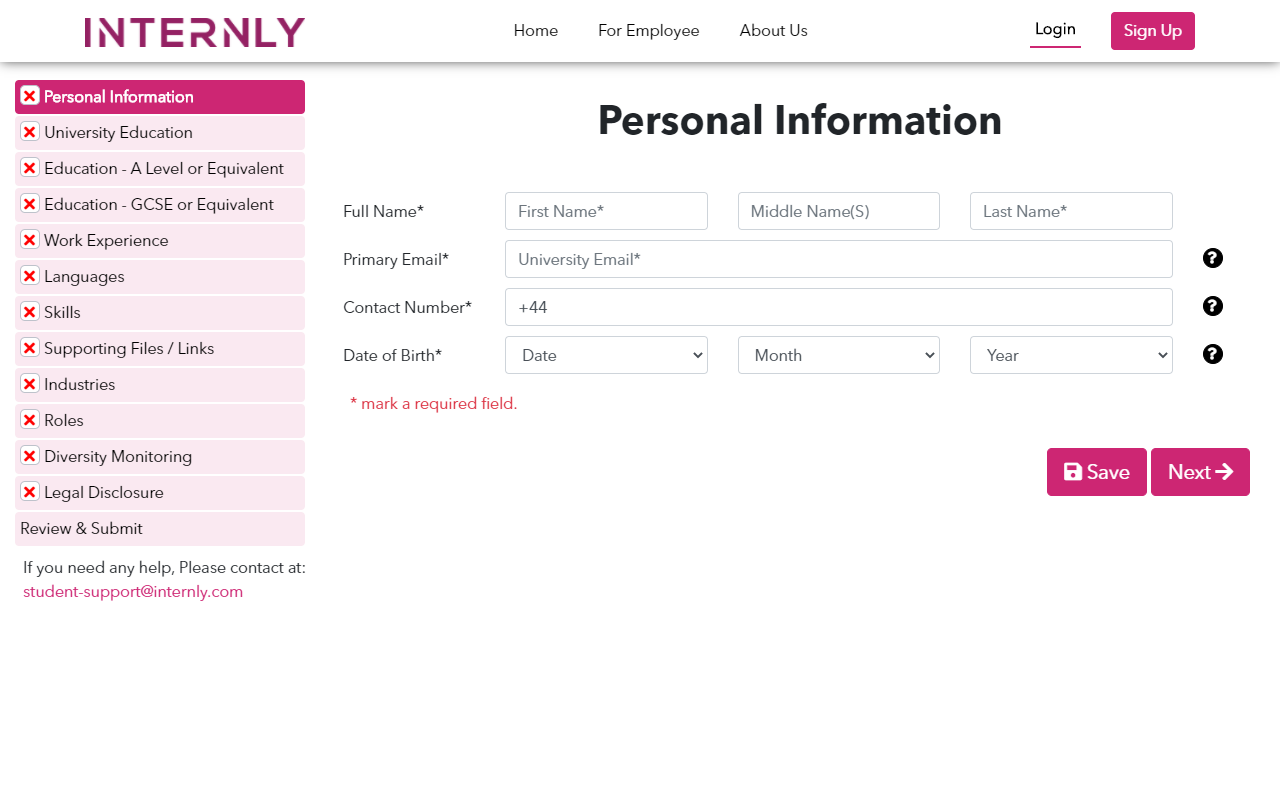 INTERNLY
Home
For Employee
About Us
Login
Sign Up
Personal Information
University Education
Education - A Level or Equivalent
Education - GCSE or Equivalent
Work Experience
Languages
Skills
Supporting Files / Links
Industries
Roles
Diversity Monitoring
Legal Disclosure
Review & Submit
If you need any help, Please contact at:
student-support@internly.com
Personal Information
Full Name* First Name* Middle Name(S) Last Name*
Primary Email* University Email* ?
Contact Number* +44 ?
Date of Birth* Date Month Year ?
* mark a required field.
Save Next